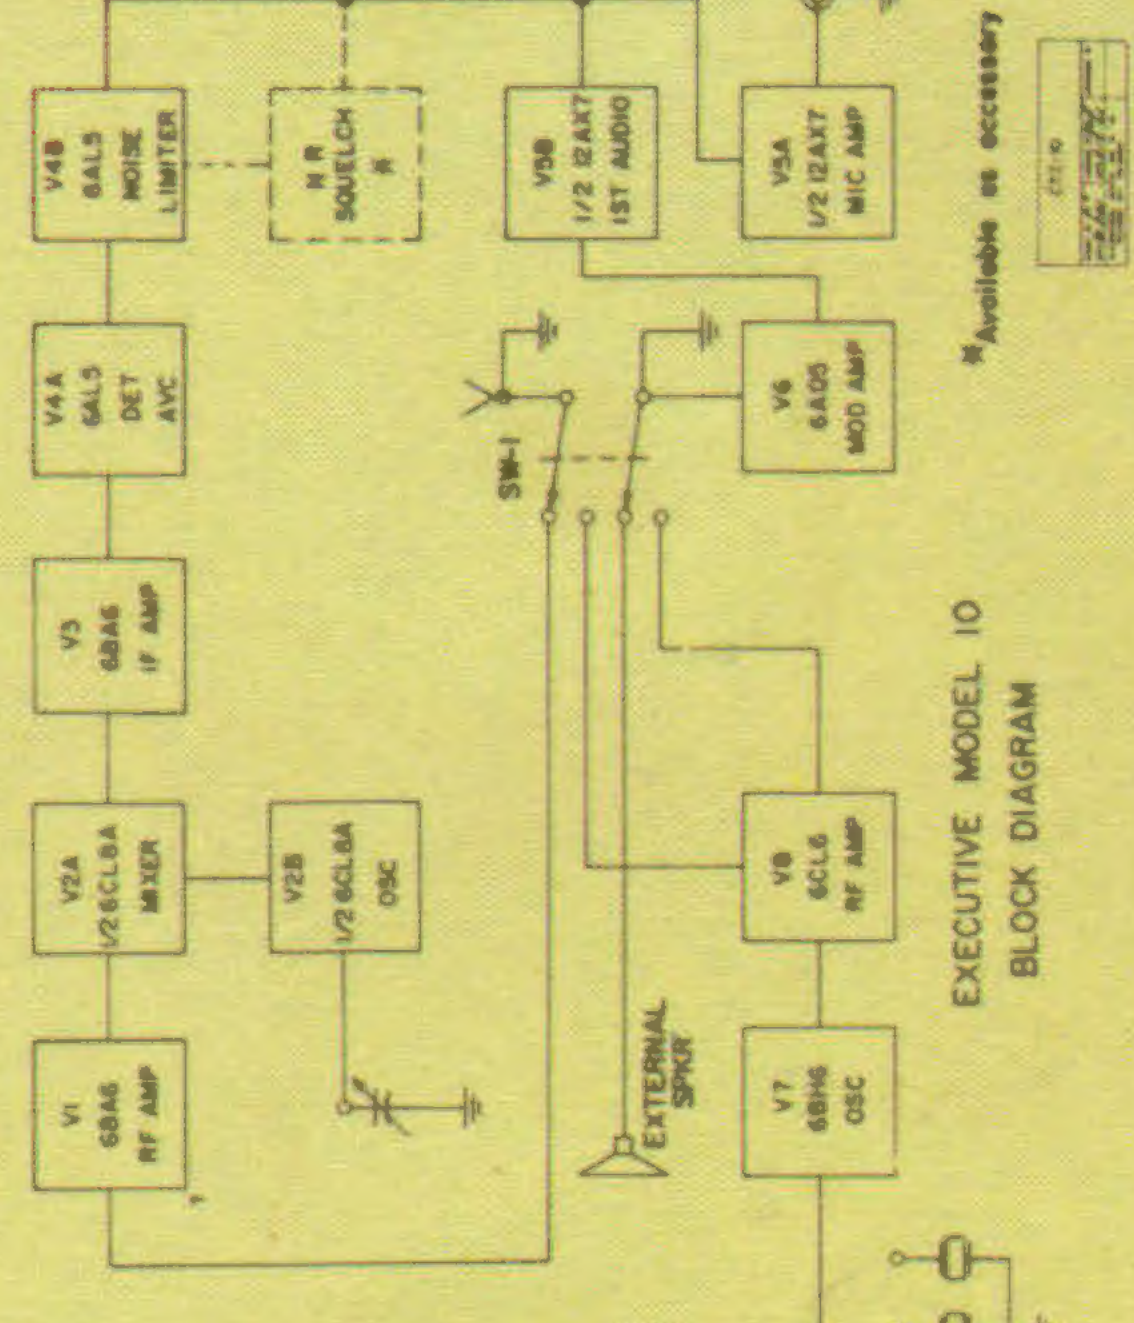 V1
6BA6
RF AMP
V2A
1/2 6CL8A
MIXER
V3
6BA6
IF AMP
V4A
6AL5
DET
AVC
V4B
6AL5
NOISE
LIMITER
V2B
1/2 6CL8A
OSC
N R
SQUELCH
*
SW-1
V5B
1/2 12AX7
1ST AUDIO
EXTERNAL
SPKR
V7
6BH6
OSC
V8
6CL6
RF AMP
V6
6AQ5
MOD AMP
V5A
1/2 12AX7
MIC AMP
EXECUTIVE MODEL 10
BLOCK DIAGRAM
*Available as accessory